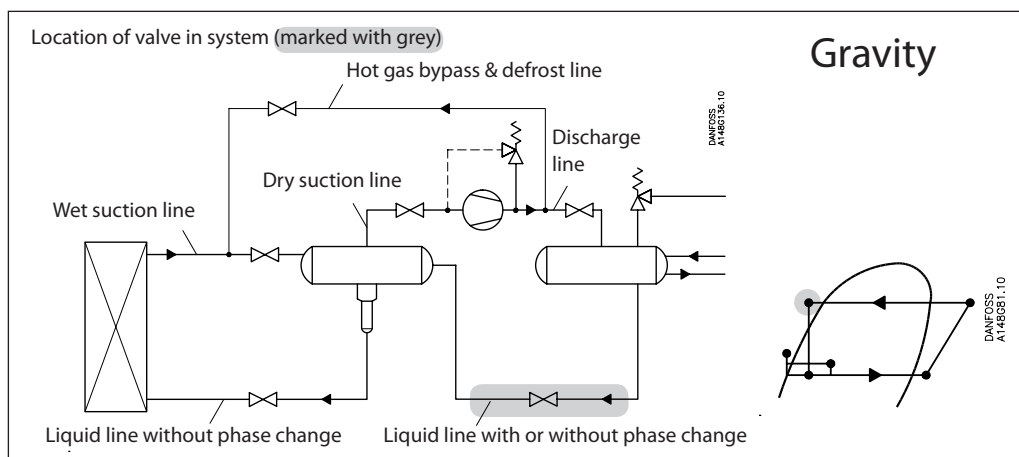 Location of valve in system (marked with grey)
Gravity
Hot gas bypass & defrost line
DANFOSS
A148G136.10
Discharge
line
Dry suction line
Wet suction line
DANFOSS
A148G81.10
Liquid line without phase change
Liquid line with or without phase change